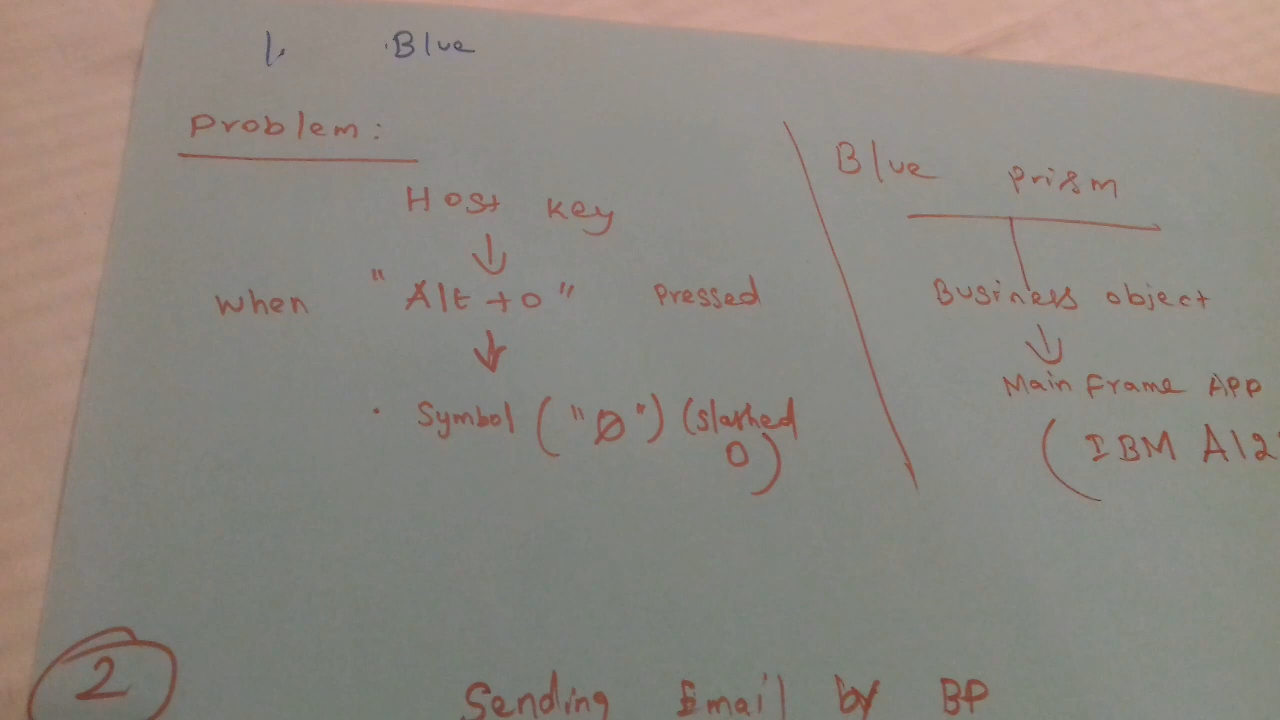 1. Blue
Problem:
Host key
↓
When "Alt + 0" pressed
↓
. Symbol ("Ø") (slashed
0)
Blue prism
Business object
↓
Main frame APP
(IBM A12
2
Sending Email by BP